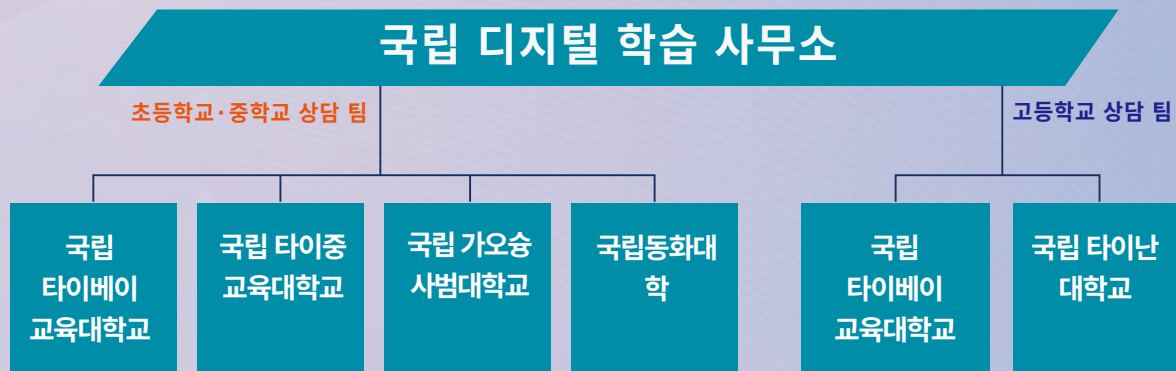 국립 디지털 학습 사무소
초등학교·중학교 상담 팀
고등학교 상담 팀
국립
타이베이
교육대학교
국립 타이중
교육대학교
국립 가오슝
사범대학교
국립동화대
학
국립
타이베이
교육대학교
국립 타이난
대학교